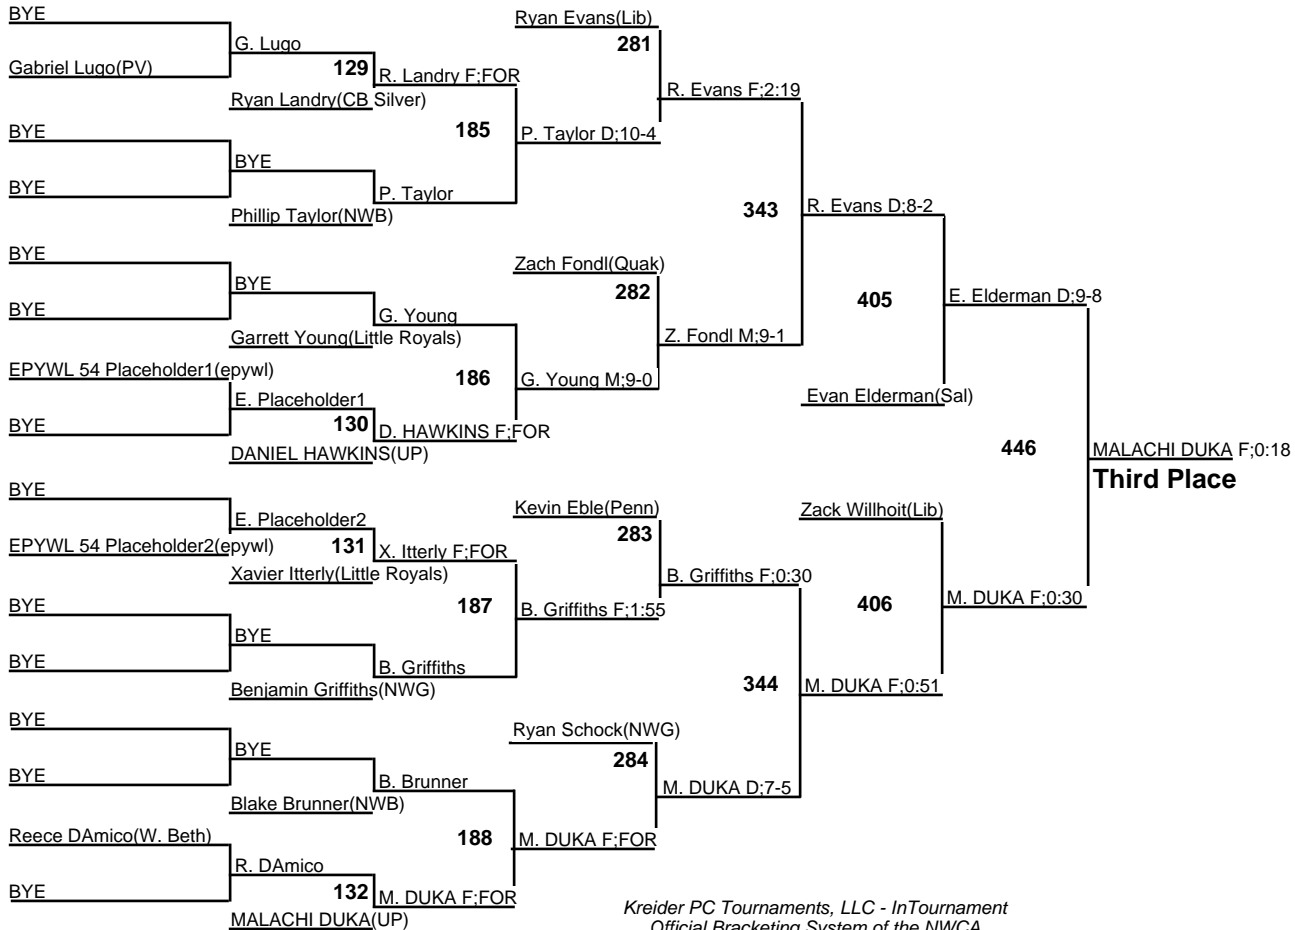 BYE
Ryan Evans(Lib)
G. Lugo
281
Gabriel Lugo(PV)
129
R. Landry F;FOR
R. Evans F;2:19
Ryan Landry(CB Silver)
BYE
185
P. Taylor D;10-4
BYE
BYE
P. Taylor
Phillip Taylor(NWB)
343
R. Evans D;8-2
BYE
Zach Fondl(Quak)
BYE
282
405
E. Elderman D;9-8
BYE
G. Young
Garrett Young(Little Royals)
Z. Fondl M;9-1
EPYWL 54 Placeholder1(epywl)
186
G. Young M;9-0
E. Placeholder1
Evan Elderman(Sal)
BYE
130
D. HAWKINS F;FOR
DANIEL HAWKINS(UP)
446
MALACHI DUKA F;0:18
Third Place
BYE
Kevin Eble(Penn)
Zack Willhoit(Lib)
E. Placeholder2
283
EPYWL 54 Placeholder2(epywl)
131
X. Itterly F;FOR
Xavier Itterly(Little Royals)
B. Griffiths F;0:30
BYE
187
B. Griffiths F;1:55
406
M. DUKA F;0:30
BYE
BYE
B. Griffiths
Benjamin Griffiths(NWG)
344
M. DUKA F;0:51
BYE
Ryan Schock(NWG)
BYE
284
BYE
B. Brunner
Blake Brunner(NWB)
M. DUKA D;7-5
Reece DAmico(W. Beth)
188
M. DUKA F;FOR
R. DAmico
BYE
132
M. DUKA F;FOR
MALACHI DUKA(UP)
Kreider PC Tournaments, LLC - InTournament
Official Bracketing System of the NWCA